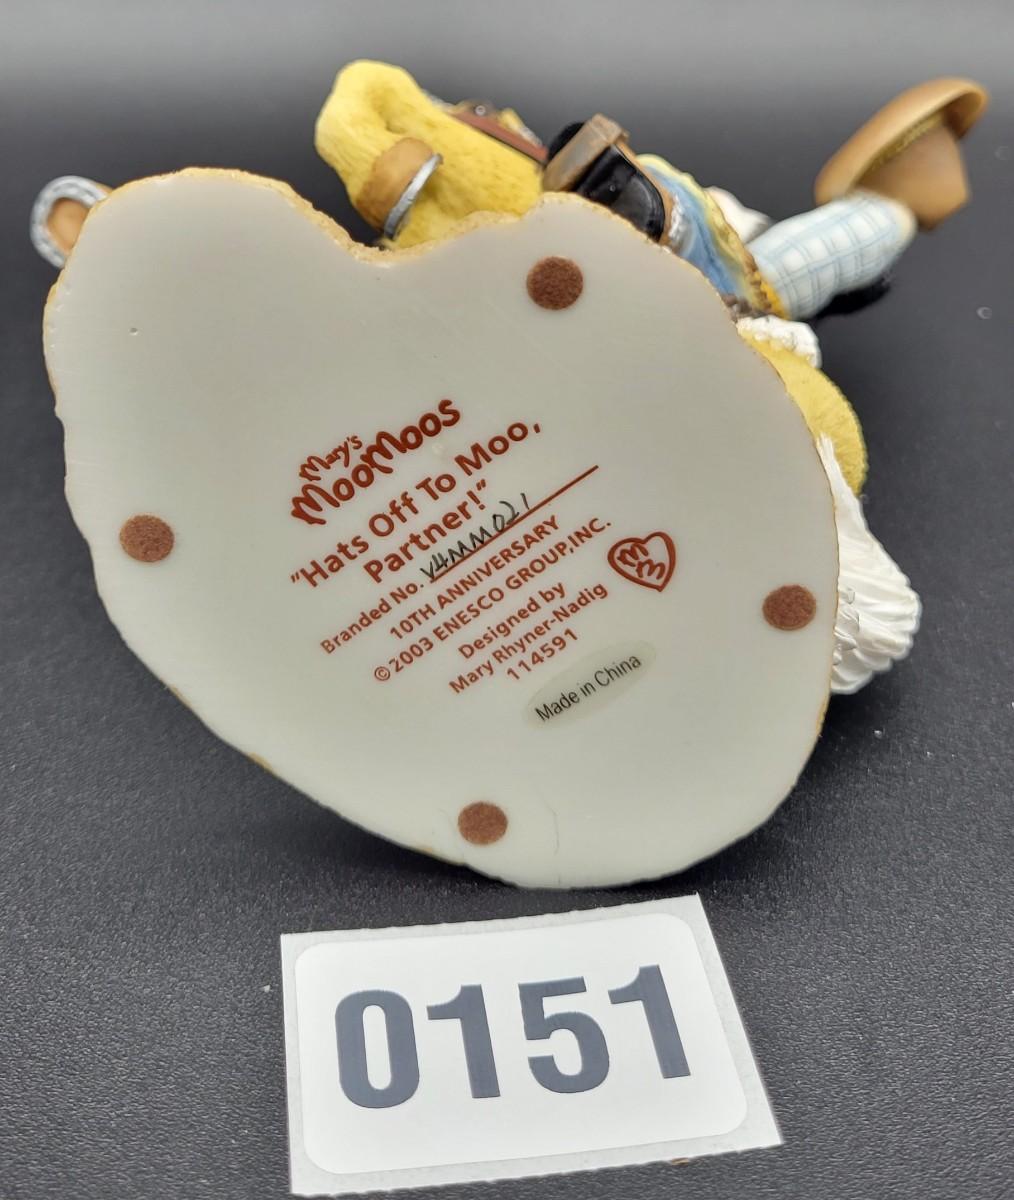 Mary's
MooMoos
"Hats Off To Moo,
Partner!"
Branded No. Y4MM021
10TH ANNIVERSARY
©2003 ENESCO GROUP,INC.
Designed by
Mary Rhyner-Nadig
114591
mm
Made in China
0151